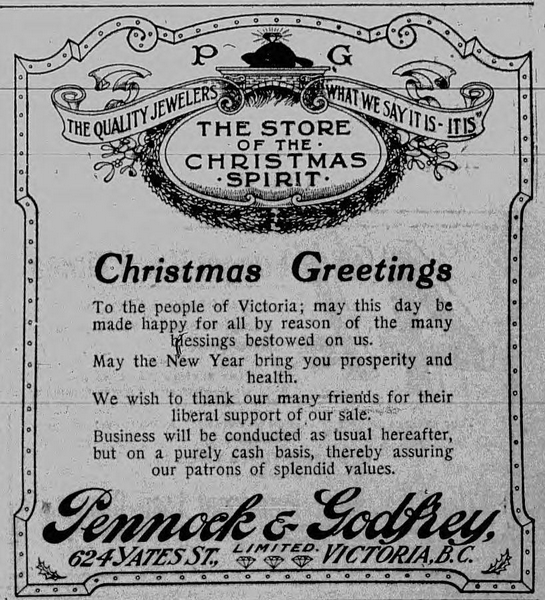 P G
THE QUALITY JEWELERS WHAT WE SAY IT IS - IT IS"
THE STORE
· OF THE ·
CHRISTMAS
· SPIRIT ·
Christmas Greetings
To the people of Victoria; may this day be
made happy for all by reason of the many
blessings bestowed on us.
May the New Year bring you prosperity and
health.
We wish to thank our many friends for their
liberal support of our sale.
Business will be conducted as usual hereafter,
but on a purely cash basis, thereby assuring
our patrons of splendid values.
Pennock & Godfrey,
LIMITED.
624 YATES ST., VICTORIA, B.C.